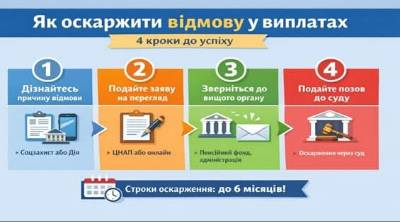 Як оскаржити відмову у виплатах
4 кроки до успіху
1
Дізнайтесь
причину відмови
• Соцзахист або Дія
2
Подайте заяву
на перегляд
• ЦНАП або онлайн
3
Зверніться до
вищого органу
• Пенсійний фонд,
адміністрація
4
Подайте позов
до суду
• Оскарження через суд
Строки оскарження: до 6 місяців!